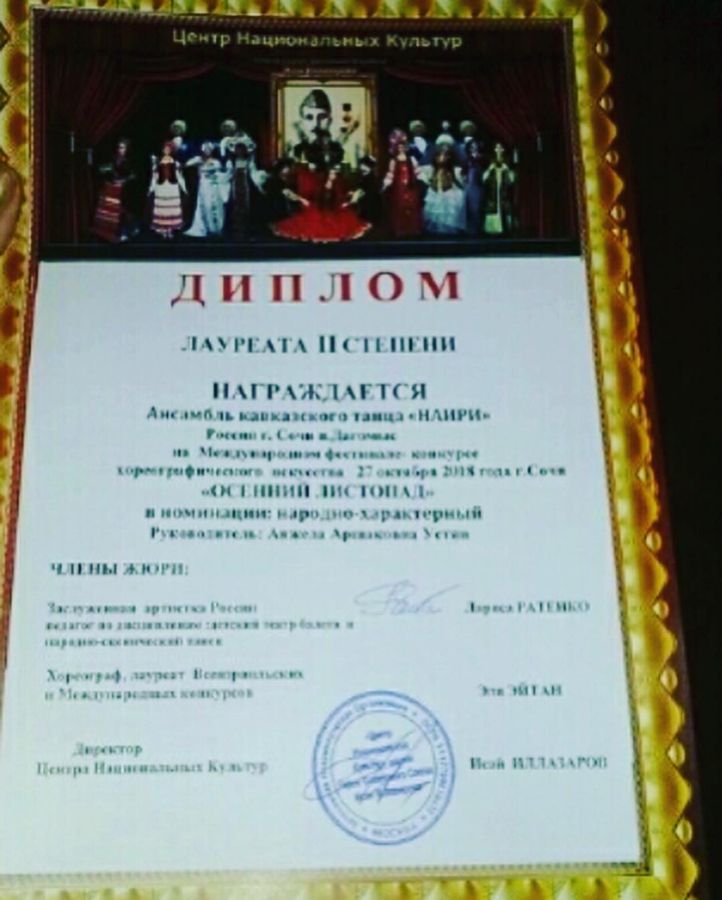 Центр Национальных Культур
ДИПЛОМ
ЛАУРЕАТА II СТЕПЕНИ
НАГРАЖДАЕТСЯ
Ансамбль кавказского танца «НАИРИ»
Россия г. Сочи п.Дагомыс
на Международном фестивале- конкурсе
хореографического искусства 27 октября 2018 года г.Сочи
«ОСЕННИЙ ЛИСТОПАД»
в номинации: народно-характерный
Руководитель: Анжела Аршаковна Устян
ЧЛЕНЫ ЖЮРИ:
Заслуженная артистка России
Лариса РАТЕНКО
педагог по дисциплинам :детский театр балета и
народно-сценический танец
Хореограф, лауреат Всеизраильских
и Международных конкурсов
Эти ЭЙТАН
Директор
Центра Национальных Культур
Исай ИЛЛАЗАРОВ
МОСКВА